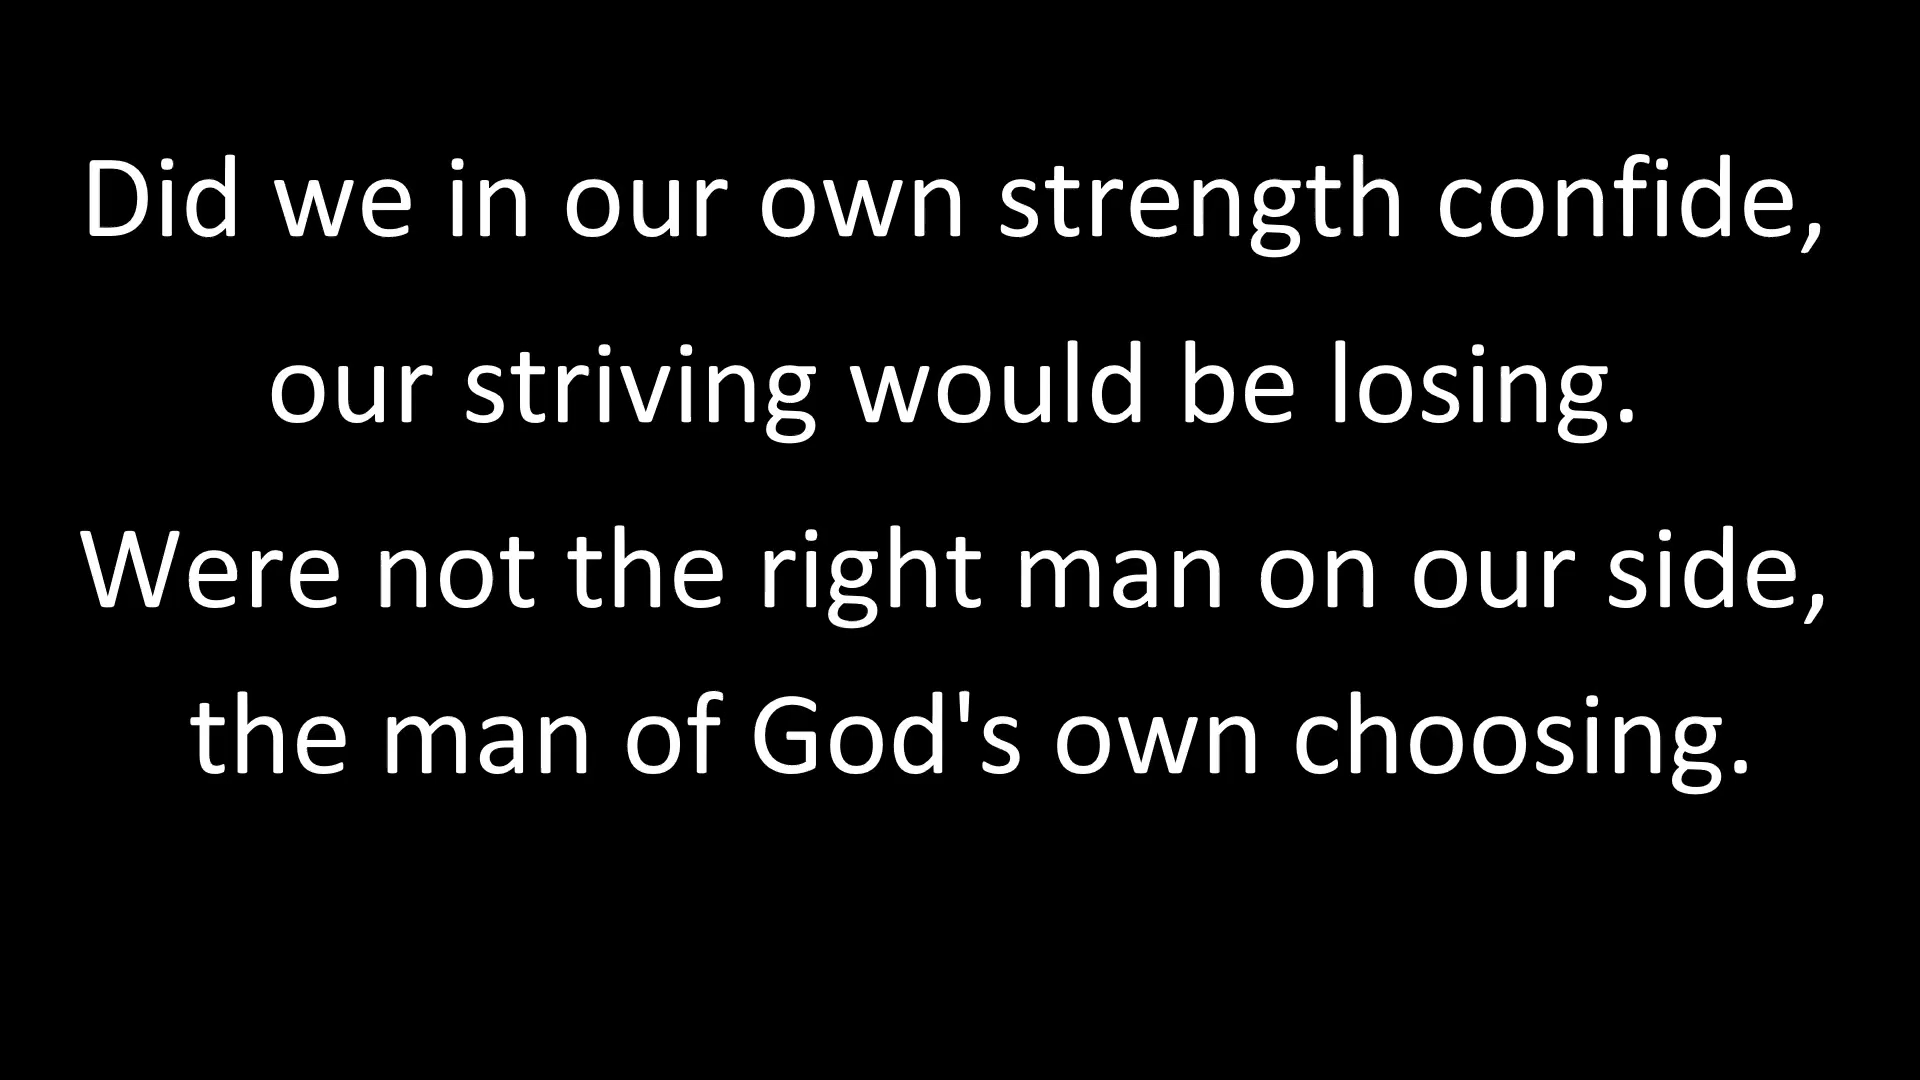 Did we in our own strength confide,
our striving would be losing.
Were not the right man on our side,
the man of God's own choosing.